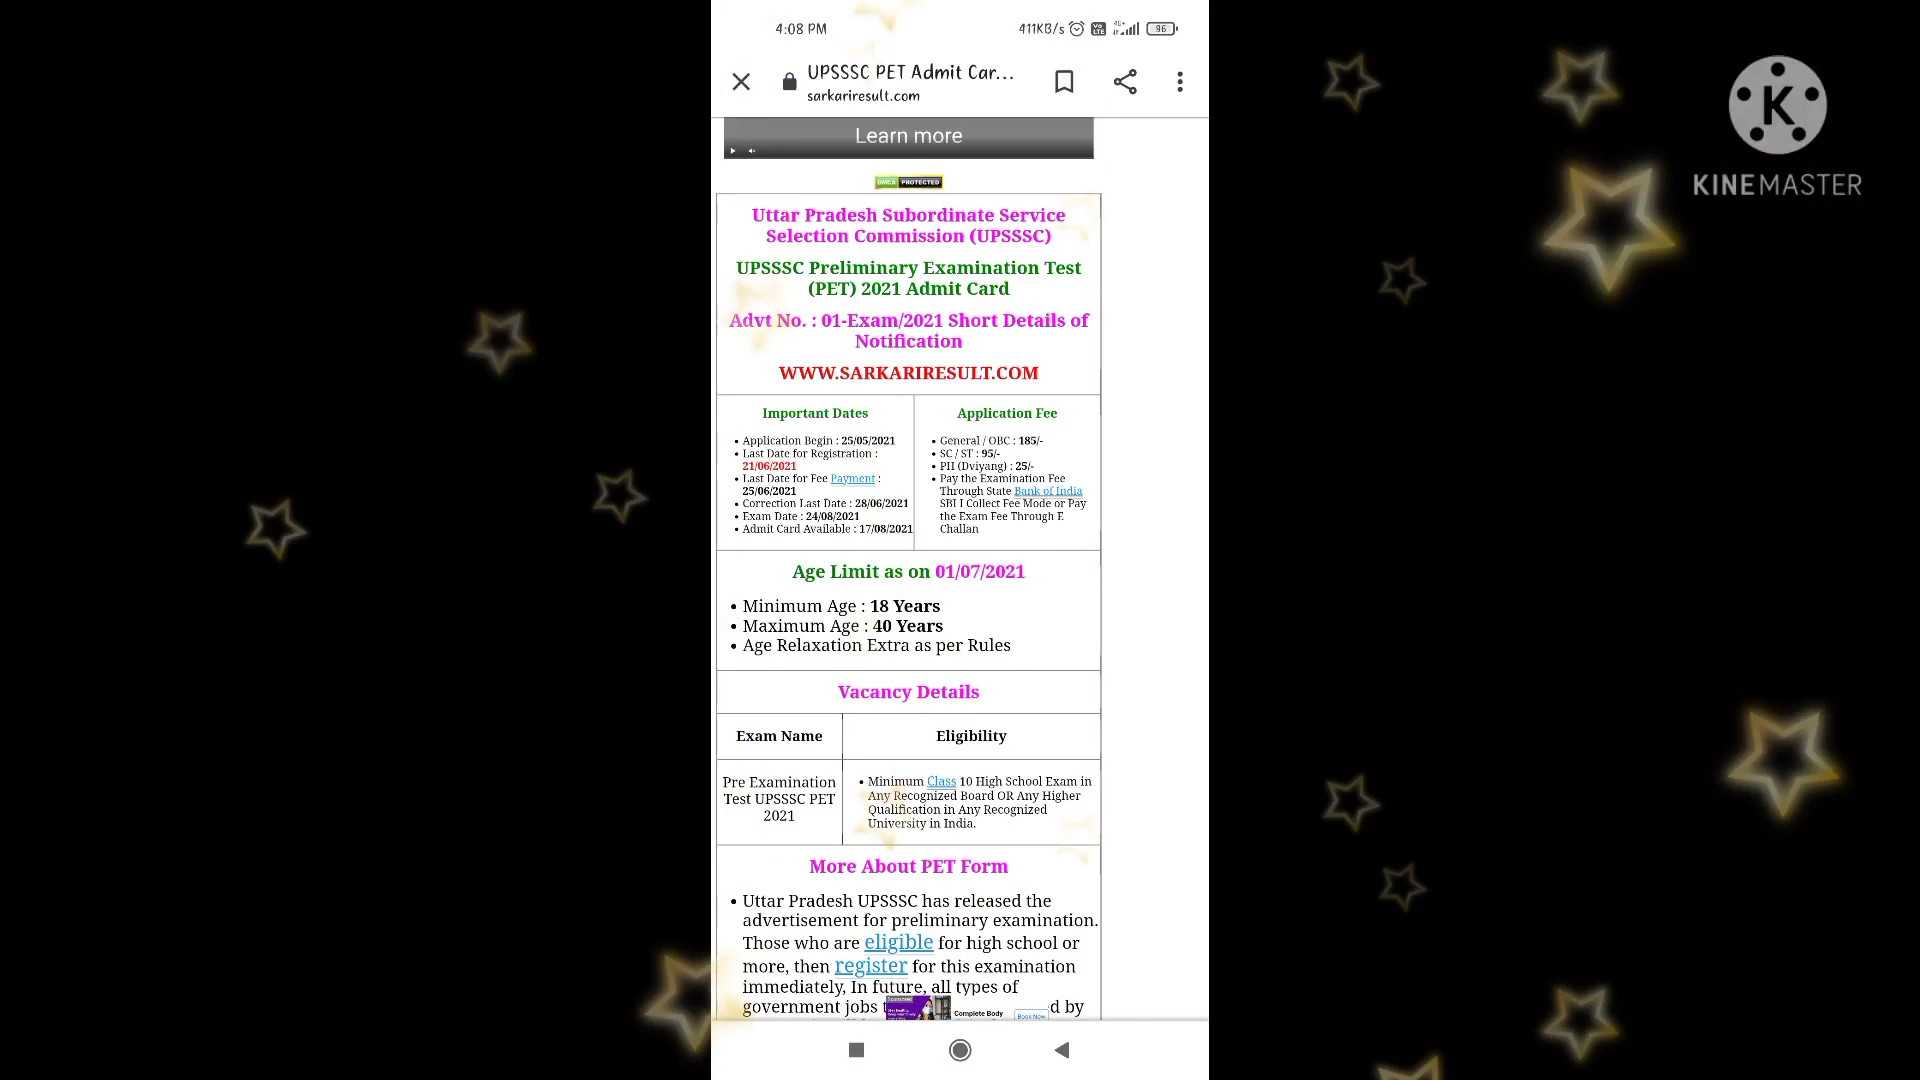 4:08 PM
411KB/s
Vo LTE
4G+
96
UPSSSC PET Admit Car...
sarkariresult.com
KINEMASTER
Learn more
DMCA PROTECTED
Uttar Pradesh Subordinate Service
Selection Commission (UPSSSC)
UPSSSC Preliminary Examination Test
(PET) 2021 Admit Card
Advt No. : 01-Exam/2021 Short Details of
Notification
WWW.SARKARIRESULT.COM
Important Dates
Application Begin : 25/05/2021
Last Date for Registration :
21/06/2021
Last Date for Fee Payment :
25/06/2021
Correction Last Date : 28/06/2021
Exam Date : 24/08/2021
Admit Card Available : 17/08/2021
Application Fee
General / OBC : 185/-
SC / ST : 95/-
PH (Dviyang) : 25/-
Pay the Examination Fee
Through State Bank of India
SBI I Collect Fee Mode or Pay
the Exam Fee Through E
Challan
Age Limit as on 01/07/2021
Minimum Age : 18 Years
Maximum Age : 40 Years
Age Relaxation Extra as per Rules
Vacancy Details
Exam Name
Eligibility
Pre Examination
Test UPSSSC PET
2021
Minimum Class 10 High School Exam in
Any Recognized Board OR Any Higher
Qualification in Any Recognized
University in India.
More About PET Form
Uttar Pradesh UPSSSC has released the
advertisement for preliminary examination.
Those who are eligible for high school or
more, then register for this examination
immediately, In future, all types of
government jobs
d by
Sponsored
Complete Body
Book Now